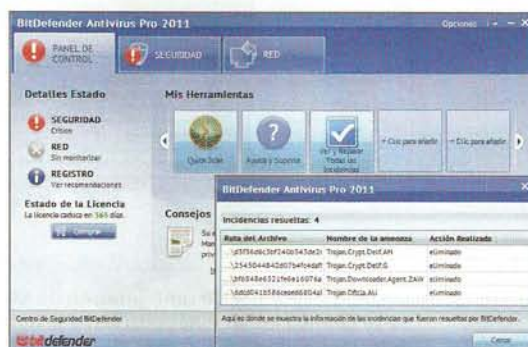 BitDefender Antivirus Pro 2011
Opciones
PANEL DE CONTROL
SEGURIDAD
RED
Detalles Estado
SEGURIDAD
Crítico
RED
Sin monitorizar
REGISTRO
Ver recomendaciones
Estado de la Licencia
La licencia caduca en 365 días.
Comprar
Mis Herramientas
Quick Scan
Ayuda y Soporte
Ver y Reparar Todas las Incidencias
+ Clic para añadir
+ Clic para añadir
Consejos
BitDefender Antivirus Pro 2011
Incidencias resueltas: 4
Ruta del Archivo
Nombre de la amenaza
Acción Realizada
Trojan.Crypt.Delf.AH
eliminado
Trojan.Crypt.Delf.G
eliminado
Trojan.Downloader.Agent
eliminado
eliminado
Aquí es dónde se muestra la información de las incidencias que fueron resueltas por BitDefender.
Cerrar
Centro de Seguridad BitDefender
bitdefender